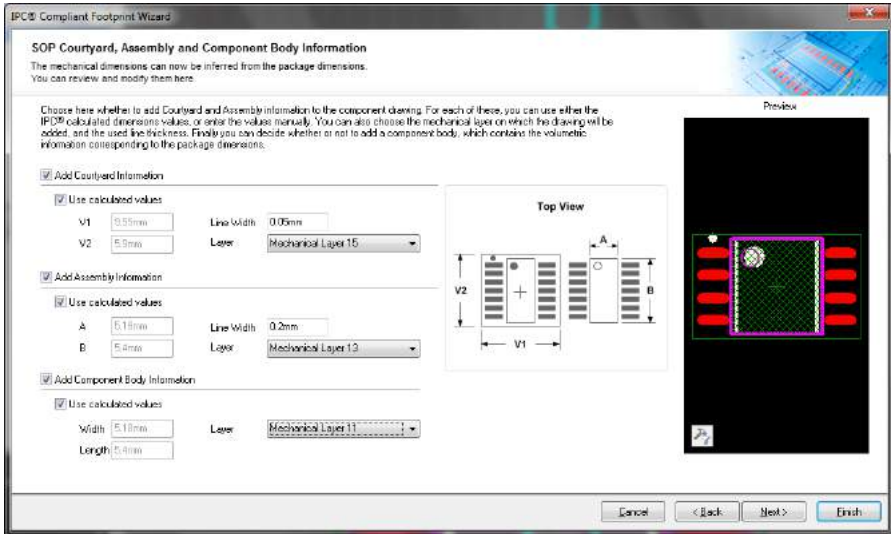 IPC® Compliant Footprint Wizard
SOP Courtyard, Assembly and Component Body Information
The mechanical dimensions can now be inferred from the package dimensions.
You can review and modify them here.
Choose here whether to add Courtyard and Assembly information to the component drawing. For each of these, you can use either the
IPC® calculated dimensions values, or enter the values manually. You can also choose the mechanical layer on which the drawing will be
added, and the used line thickness. Finally you can decide whether or not to add a component body, which contains the volumetric
information corresponding to the package dimensions.
Preview
Add Courtyard Information
Use calculated values
V1 Line Width 0.05mm
V2 5.9mm Layer Mechanical Layer 15
Add Assembly Information
Use calculated values
A 5.18mm Line Width 0.2mm
B 5.4mm Layer Mechanical Layer 13
Add Component Body Information
Use calculated values
Width 5.18mm Layer Mechanical Layer 11
Length 5.4mm
Top View
A
V2
B
V1
Cancel
< Back
Next >
Finish